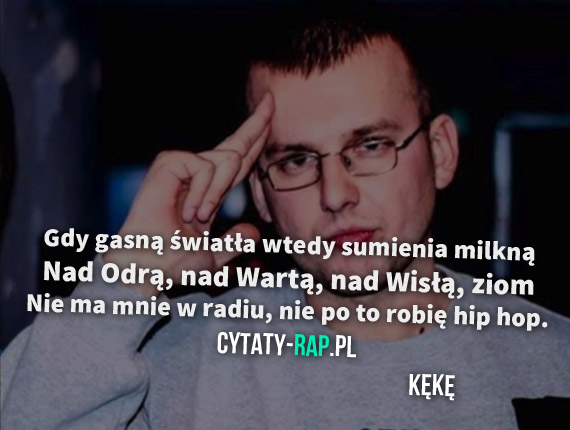 Gdy gasną światła wtedy sumienia milkną
Nad Odrą, nad Wartą, nad Wisłą, ziom
Nie ma mnie w radiu, nie po to robię hip hop.
CYTATY-RAP.PL
KĘKĘ